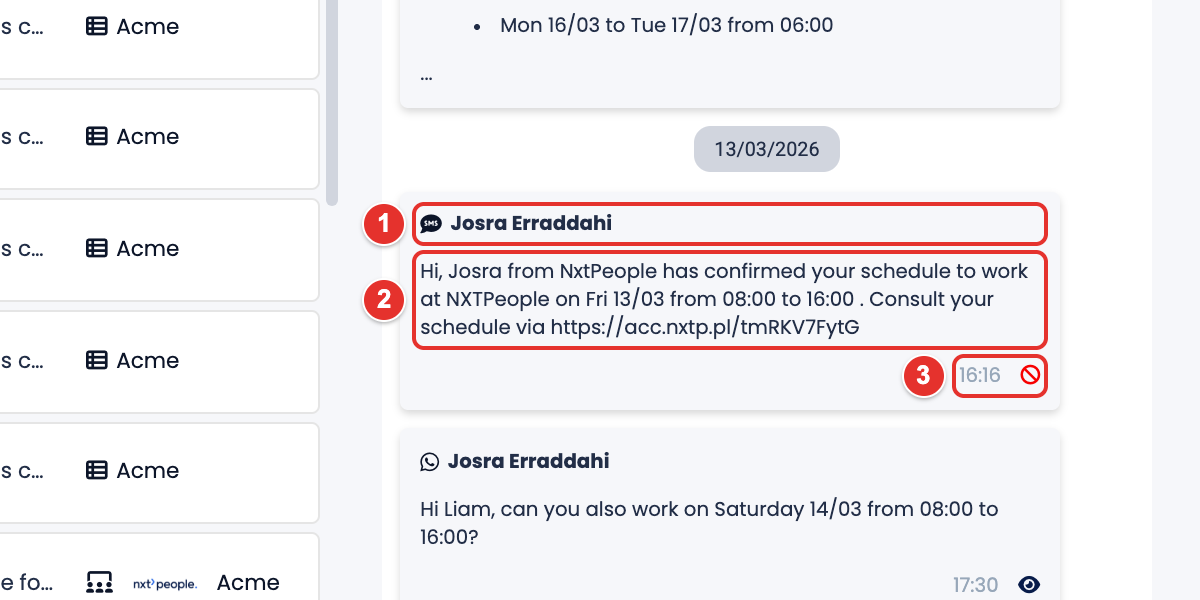 s c...
Acme
s c...
Acme
s c...
Acme
s c...
Acme
s c...
Acme
e fo...
nxt people.
Acme
• Mon 16/03 to Tue 17/03 from 06:00
...
13/03/2026
1
SMS
Josra Erraddahi
2
Hi, Josra from NxtPeople has confirmed your schedule to work
at NXTPeople on Fri 13/03 from 08:00 to 16:00 . Consult your
schedule via https://acc.nxtp.pl/tmRKV7FytG
3
16:16
Josra Erraddahi
Hi Liam, can you also work on Saturday 14/03 from 08:00 to
16:00?
17:30